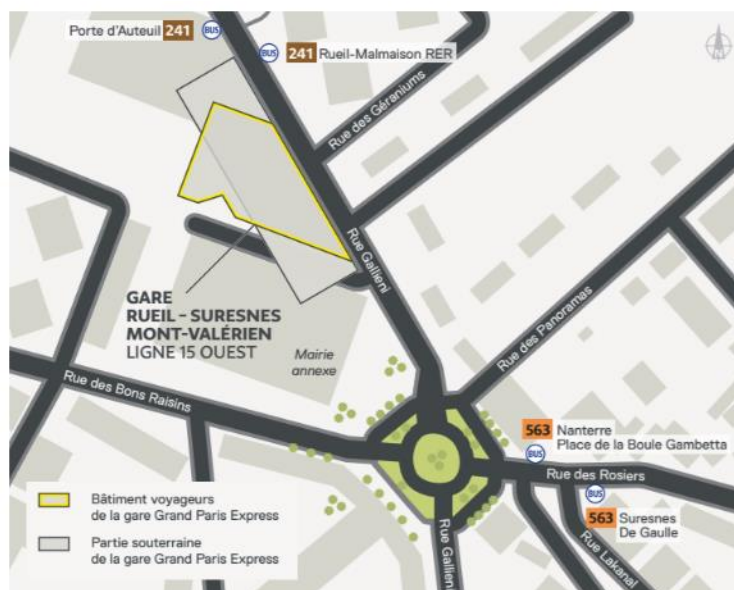 Porte d'Auteuil 241 BUS
BUS 241 Rueil-Malmaison RER
N
Rue des Géraniums
Rue Gallieni
GARE
RUEIL – SURESNES
MONT-VALÉRIEN
LIGNE 15 OUEST
Mairie
annexe
Rue des Panoramas
Rue des Bons Raisins
563 Nanterre
Place de la Boule Gambetta
BUS
Rue des Rosiers
BUS
563 Suresnes
De Gaulle
Rue Lakanal
Rue Gallieni
Bâtiment voyageurs
de la gare Grand Paris Express
Partie souterraine
de la gare Grand Paris Express